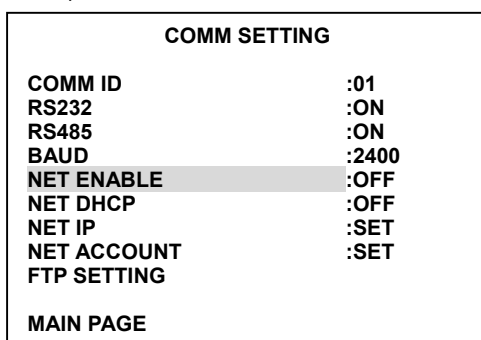 COMM SETTING
COMM ID :01
RS232 :ON
RS485 :ON
BAUD :2400
NET ENABLE :OFF
NET DHCP :OFF
NET IP :SET
NET ACCOUNT :SET
FTP SETTING
MAIN PAGE